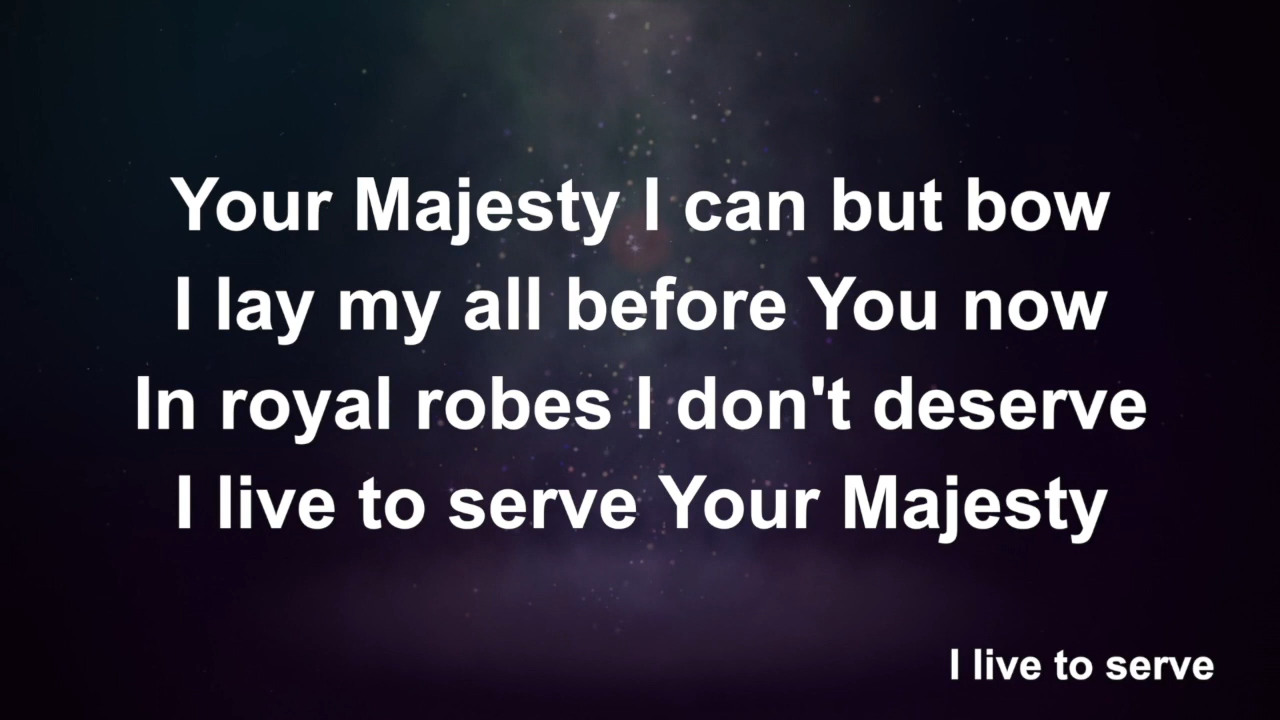 Your Majesty I can but bow
I lay my all before You now
In royal robes I don't deserve
I live to serve Your Majesty
I live to serve